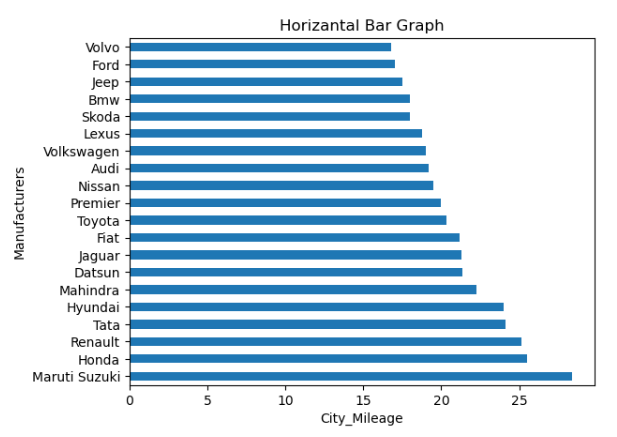 Horizantal Bar Graph
Manufacturers
Volvo
Ford
Jeep
Bmw
Skoda
Lexus
Volkswagen
Audi
Nissan
Premier
Toyota
Fiat
Jaguar
Datsun
Mahindra
Hyundai
Tata
Renault
Honda
Maruti Suzuki
0 5 10 15 20 25
City_Mileage